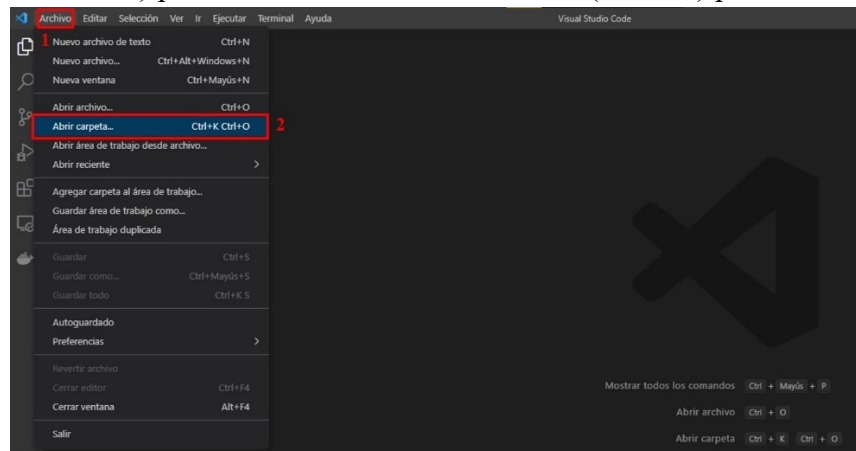 Archivo Editar Selección Ver Ir Ejecutar Terminal Ayuda Visual Studio Code
1 Nuevo archivo de texto Ctrl+N
Nuevo archivo... Ctrl+Alt+Windows+N
Nueva ventana Ctrl+Mayús+N
Abrir archivo... Ctrl+O
Abrir carpeta... Ctrl+K Ctrl+O 2
Abrir área de trabajo desde archivo...
Abrir reciente >
Agregar carpeta al área de trabajo...
Guardar área de trabajo como...
Área de trabajo duplicada
Guardar Ctrl+S
Guardar como... Ctrl+Mayús+S
Guardar todo Ctrl+K S
Autoguardado
Preferencias >
Revertir archivo
Cerrar editor Ctrl+F4
Cerrar ventana Alt+F4
Salir
Mostrar todos los comandos Ctrl + Mayús + P
Abrir archivo Ctrl + O
Abrir carpeta Ctrl + K Ctrl + O